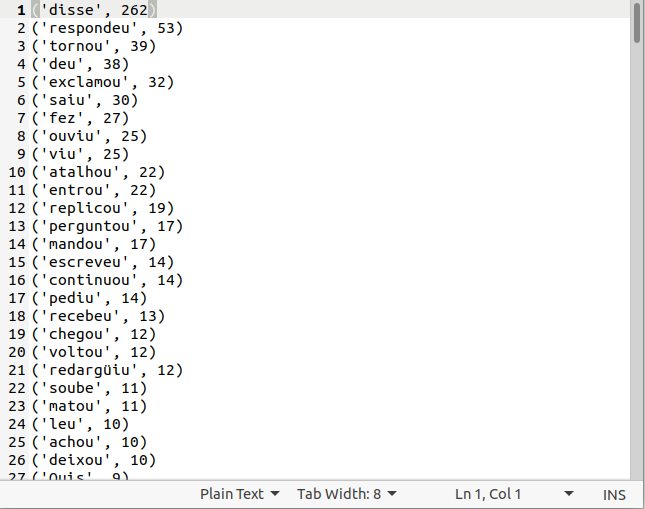 1 ('disse', 262)
2 ('respondeu', 53)
3 ('tornou', 39)
4 ('deu', 38)
5 ('exclamou', 32)
6 ('saiu', 30)
7 ('fez', 27)
8 ('ouviu', 25)
9 ('viu', 25)
10 ('atalhou', 22)
11 ('entrou', 22)
12 ('replicou', 19)
13 ('perguntou', 17)
14 ('mandou', 17)
15 ('escreveu', 14)
16 ('continuou', 14)
17 ('pediu', 14)
18 ('recebeu', 13)
19 ('chegou', 12)
20 ('voltou', 12)
21 ('redargüiu', 12)
22 ('soube', 11)
23 ('matou', 11)
24 ('leu', 10)
25 ('achou', 10)
26 ('deixou', 10)
27 ('Quis', 9)
Plain Text Tab Width: 8 Ln 1, Col 1 INS